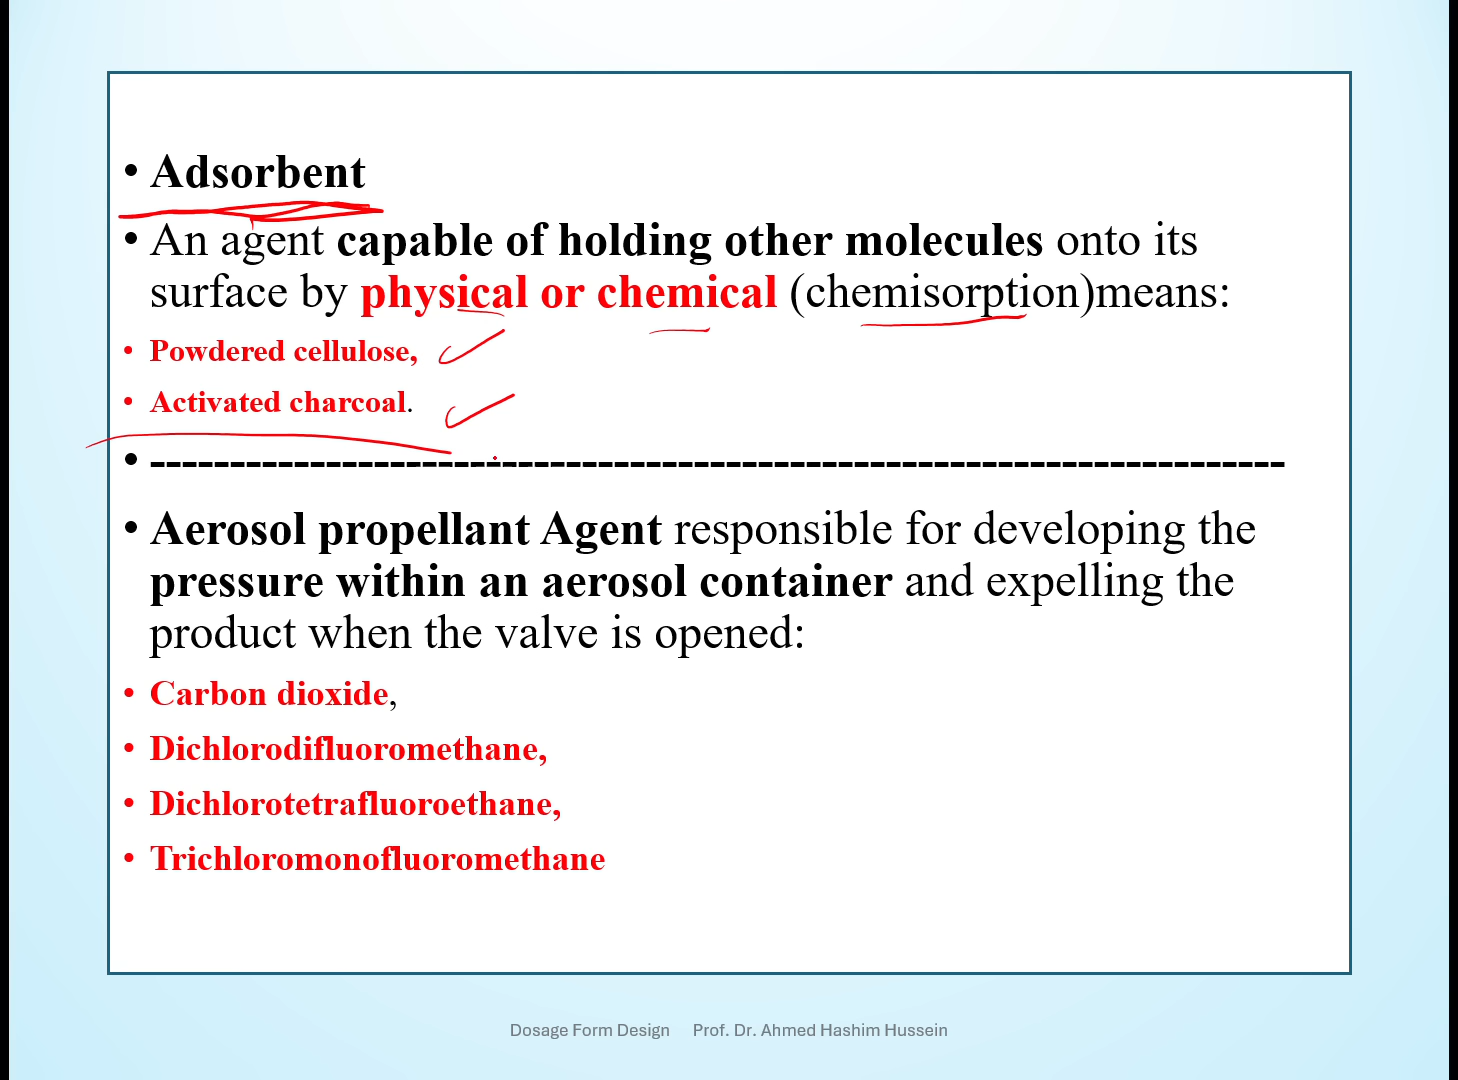 • Adsorbent
• An agent capable of holding other molecules onto its
surface by physical or chemical (chemisorption)means:
• Powdered cellulose,
• Activated charcoal.
• -----------------------------------------------------------------------
• Aerosol propellant Agent responsible for developing the
pressure within an aerosol container and expelling the
product when the valve is opened:
• Carbon dioxide,
• Dichlorodifluoromethane,
• Dichlorotetrafluoroethane,
• Trichloromonofluoromethane
Dosage Form Design Prof. Dr. Ahmed Hashim Hussein